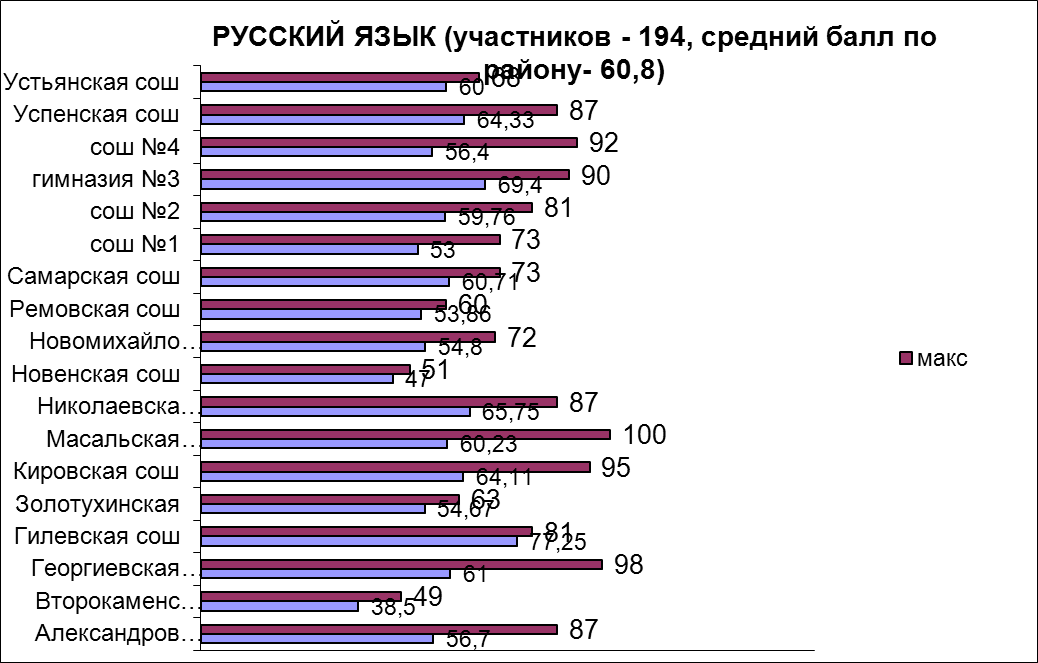 РУССКИЙ ЯЗЫК (участников - 194, средний балл по
району- 60,8)
Устьянская сош 68
60
Успенская сош 87
64,33
сош №4 92
56,4
гимназия №3 90
69,4
сош №2 81
59,76
сош №1 73
53
Самарская сош 73
60,71
Ремовская сош 60
53,86
Новомихайло… 72
54,8
Новенская сош 51
47
макс
Николаевска… 87
65,75
Масальская… 100
60,23
Кировская сош 95
64,11
Золотухинская 63
54,67
Гилевская сош 81
77,25
Георгиевская… 98
61
Второкаменс… 49
38,5
Александров… 87
56,7